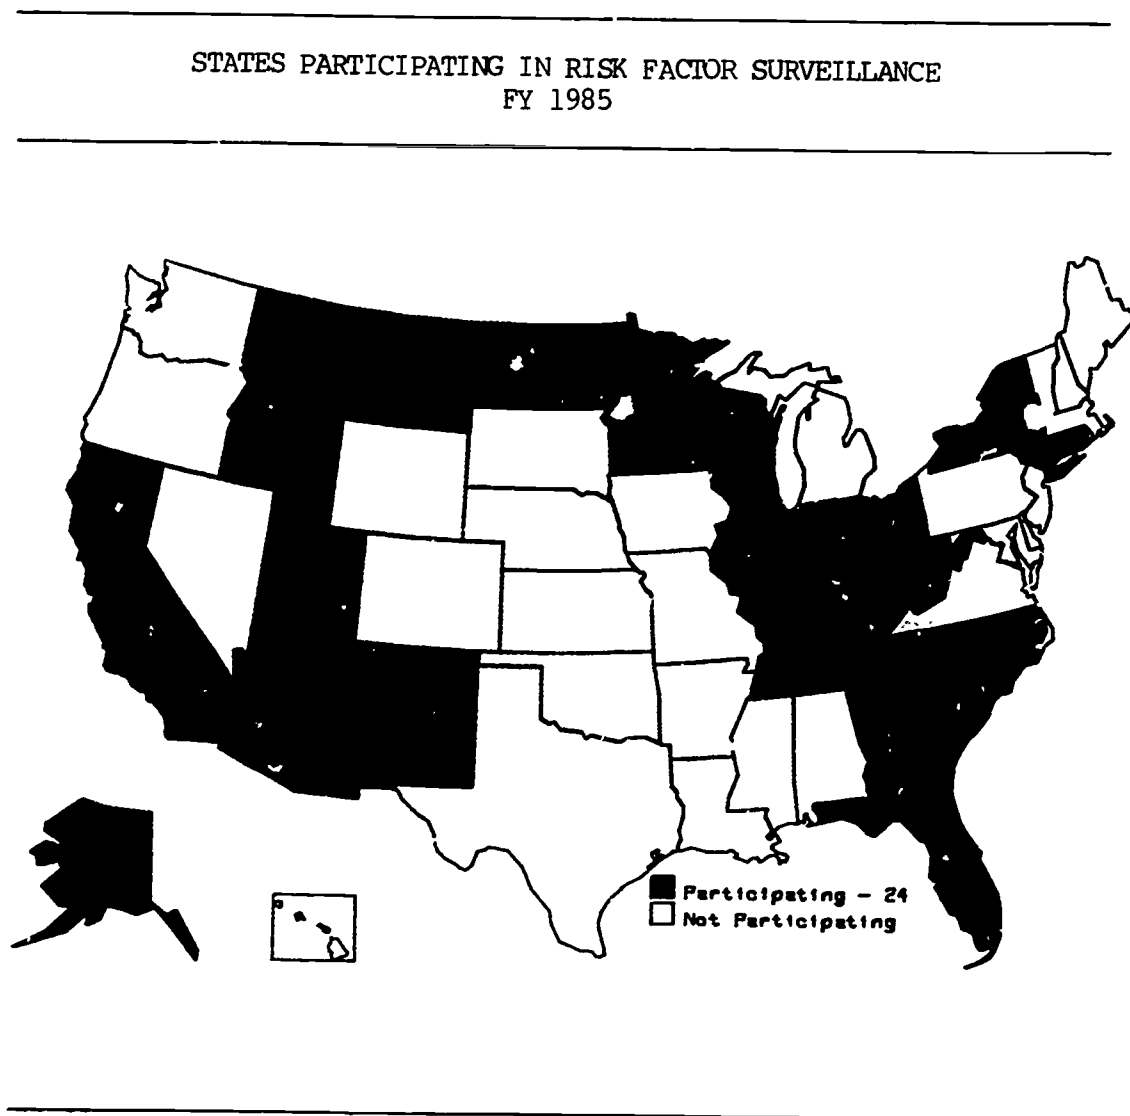 STATES PARTICIPATING IN RISK FACTOR SURVEILLANCE
FY 1985
Participating - 24
Not Participating